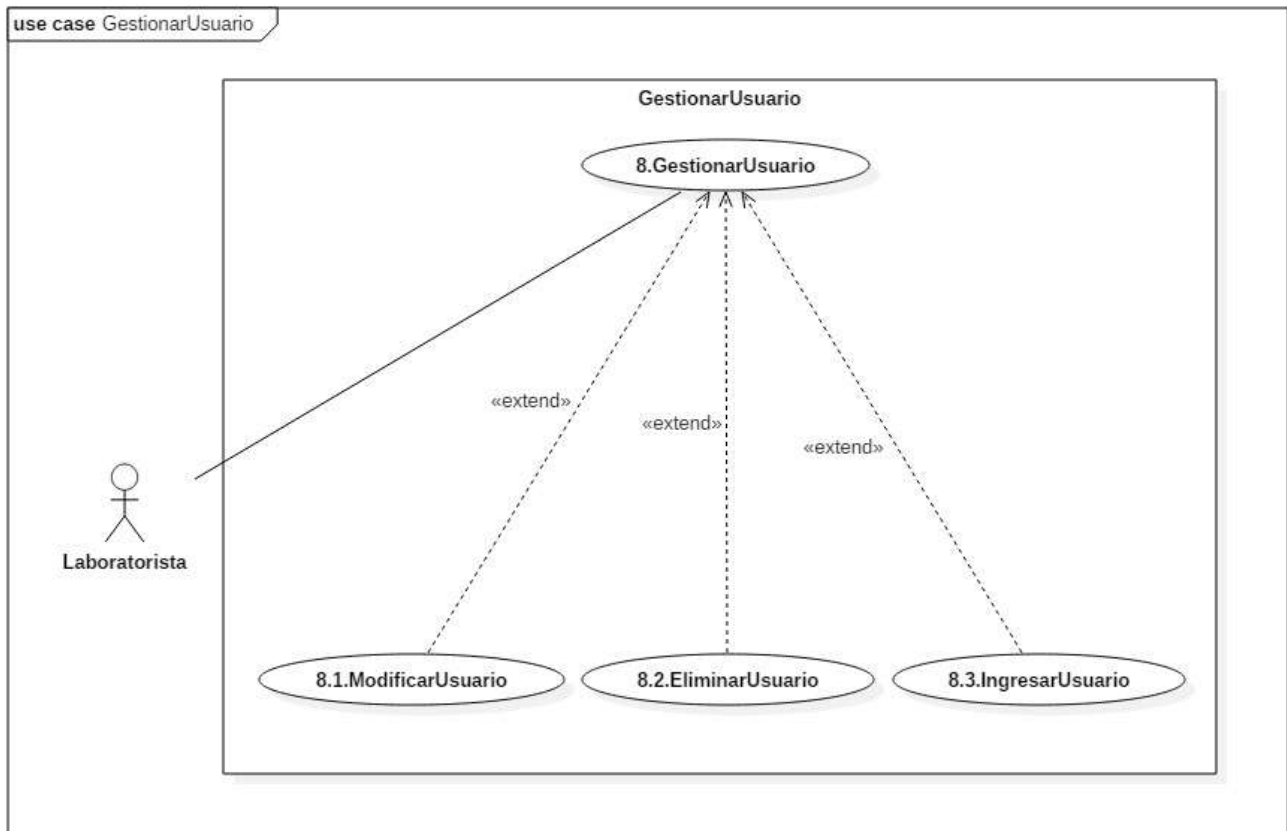 use case GestionarUsuario
GestionarUsuario
8.GestionarUsuario
«extend»
«extend»
«extend»
Laboratorista
8.1.ModificarUsuario
8.2.EliminarUsuario
8.3.IngresarUsuario